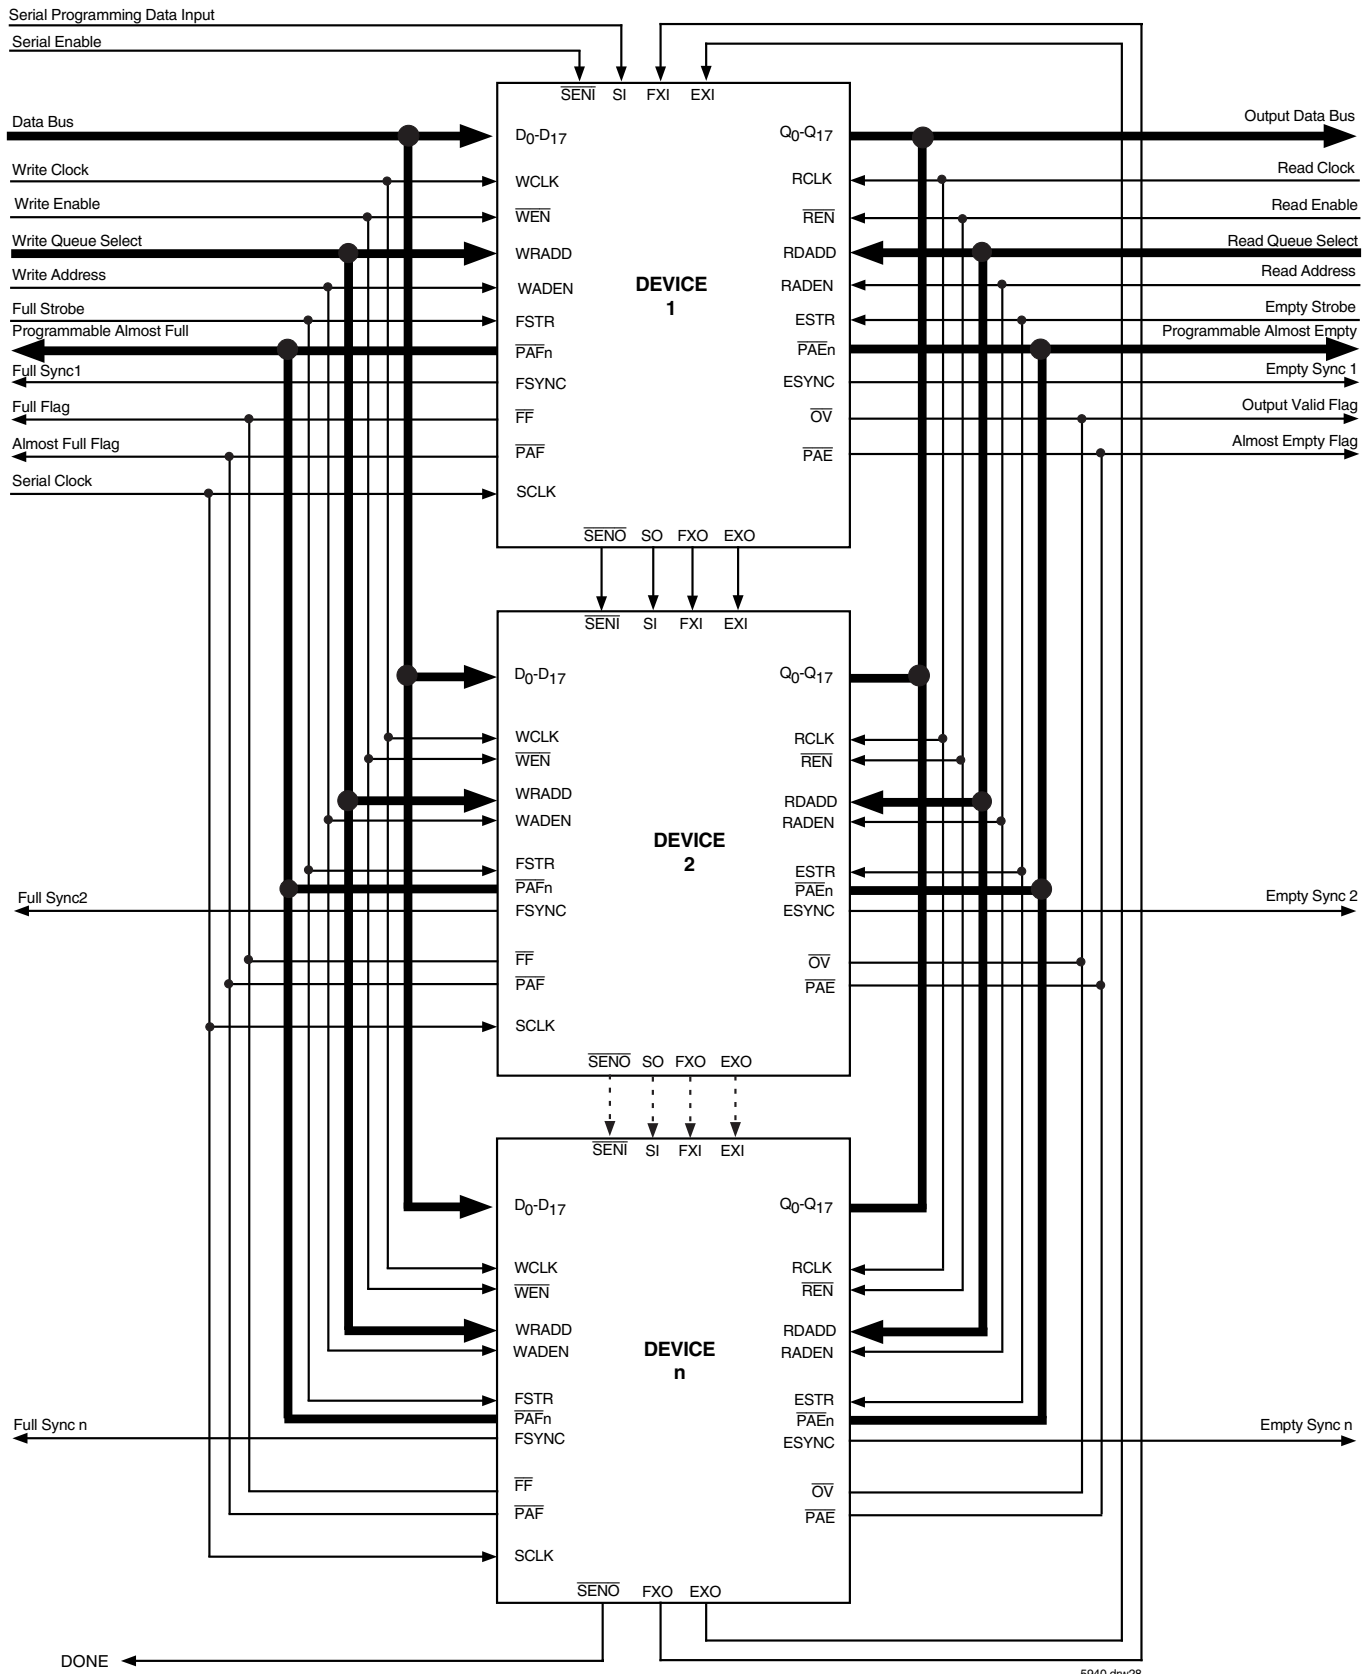 Serial Programming Data Input
Serial Enable
SENI SI FXI EXI
Data Bus
D0-D17
Q0-Q17
Output Data Bus
Write Clock
WCLK
RCLK
Read Clock
Write Enable
WEN
REN
Read Enable
Write Queue Select
WRADD
RDADD
Read Queue Select
Write Address
WADEN
DEVICE
1
RADEN
Read Address
Full Strobe
FSTR
ESTR
Empty Strobe
Programmable Almost Full
PAFn
PAEn
Programmable Almost Empty
Full Sync1
FSYNC
ESYNC
Empty Sync 1
Full Flag
FF
OV
Output Valid Flag
Almost Full Flag
PAF
PAE
Almost Empty Flag
Serial Clock
SCLK
SENO SO FXO EXO
SENI SI FXI EXI
D0-D17
Q0-Q17
WCLK
RCLK
WEN
REN
WRADD
RDADD
WADEN
RADEN
DEVICE
2
FSTR
ESTR
PAFn
PAEn
Full Sync2
FSYNC
ESYNC
Empty Sync 2
FF
OV
PAF
PAE
SCLK
SENO SO FXO EXO
SENI SI FXI EXI
D0-D17
Q0-Q17
WCLK
RCLK
WEN
REN
WRADD
RDADD
WADEN
RADEN
DEVICE
n
FSTR
ESTR
PAFn
PAEn
Full Sync n
FSYNC
ESYNC
Empty Sync n
FF
OV
PAF
PAE
SCLK
SENO FXO EXO
DONE
5940 drw28